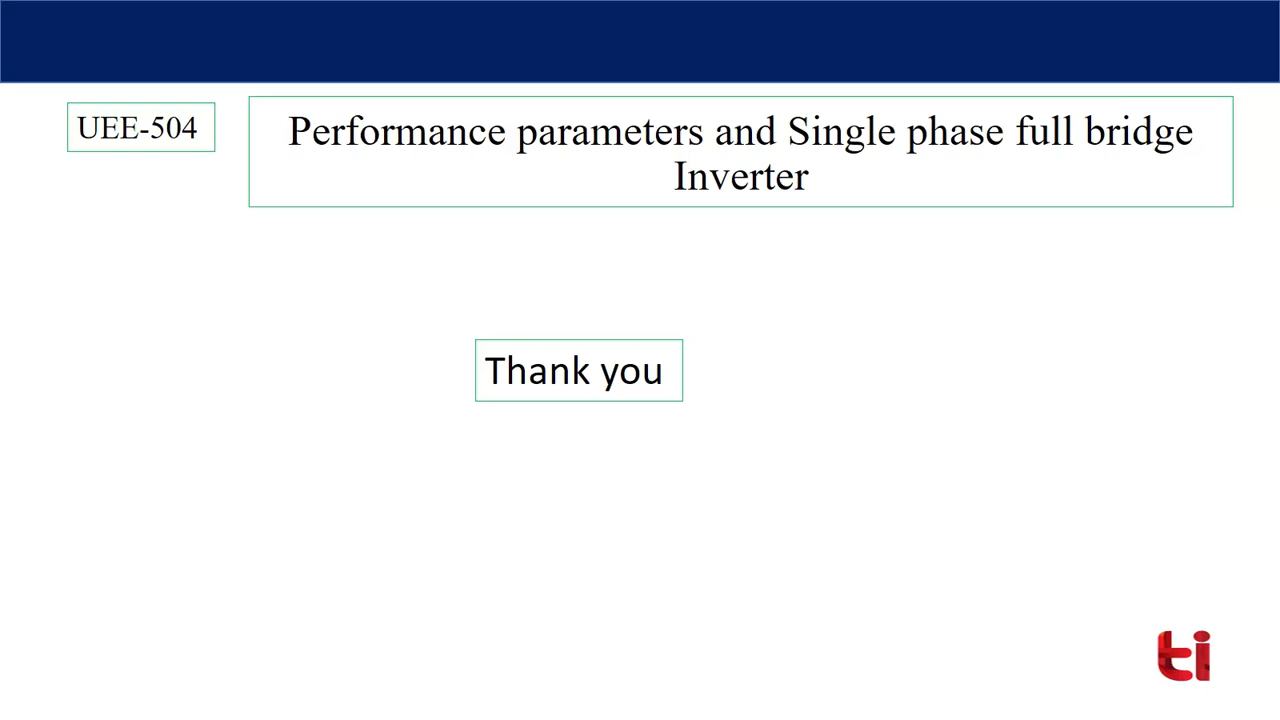 UEE-504
Performance parameters and Single phase full bridge
Inverter
Thank you
ti